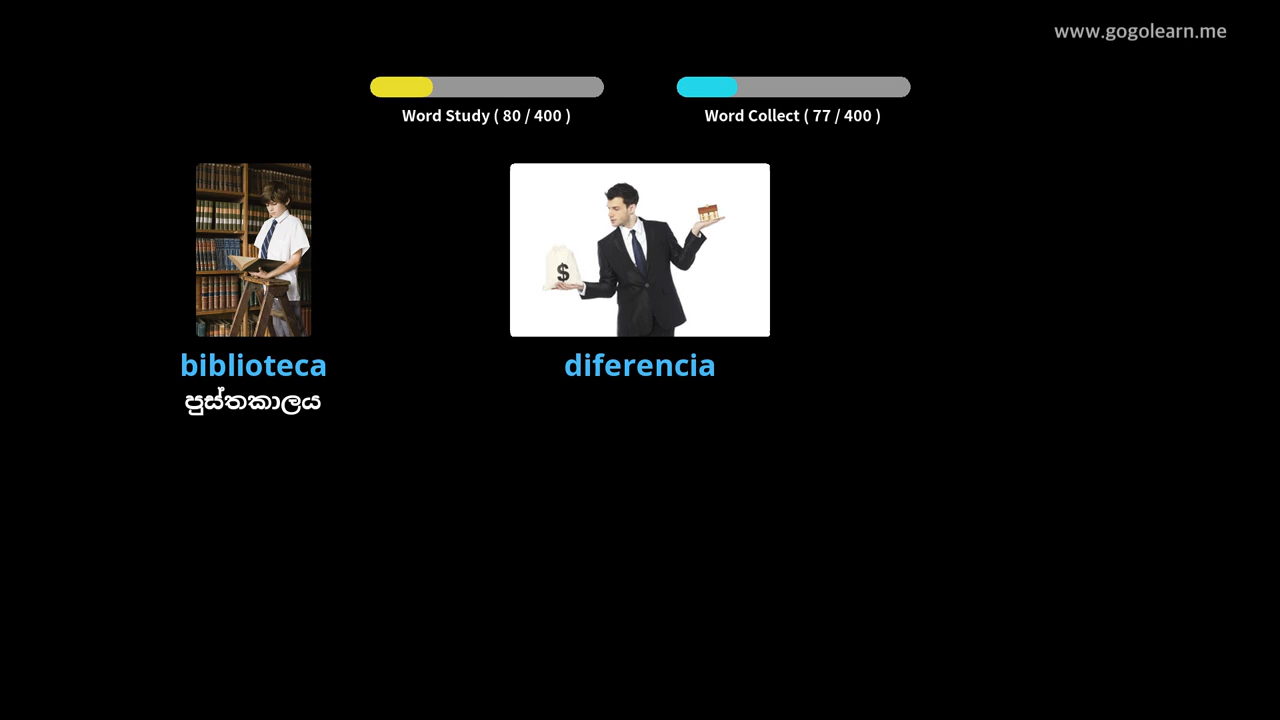 www.gogolearn.me
Word Study ( 80 / 400 )
Word Collect ( 77 / 400 )
$
biblioteca
පුස්තකාලය
diferencia